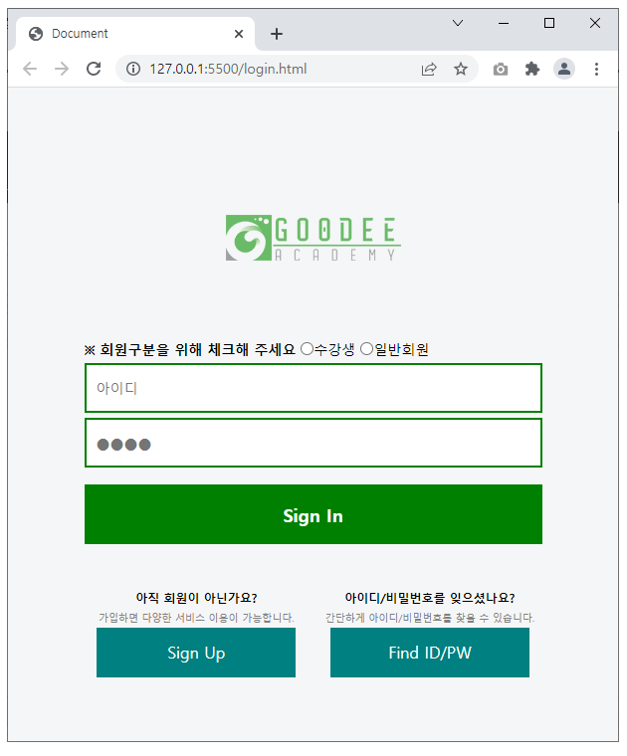 Document
127.0.0.1:5500/login.html
GOODEE
ACADEMY
※ 회원구분을 위해 체크해 주세요 수강생 일반회원
아이디
●●●●
Sign In
아직 회원이 아닌가요?
가입하면 다양한 서비스 이용이 가능합니다.
Sign Up
아이디/비밀번호를 잊으셨나요?
간단하게 아이디/비밀번호를 찾을 수 있습니다.
Find ID/PW